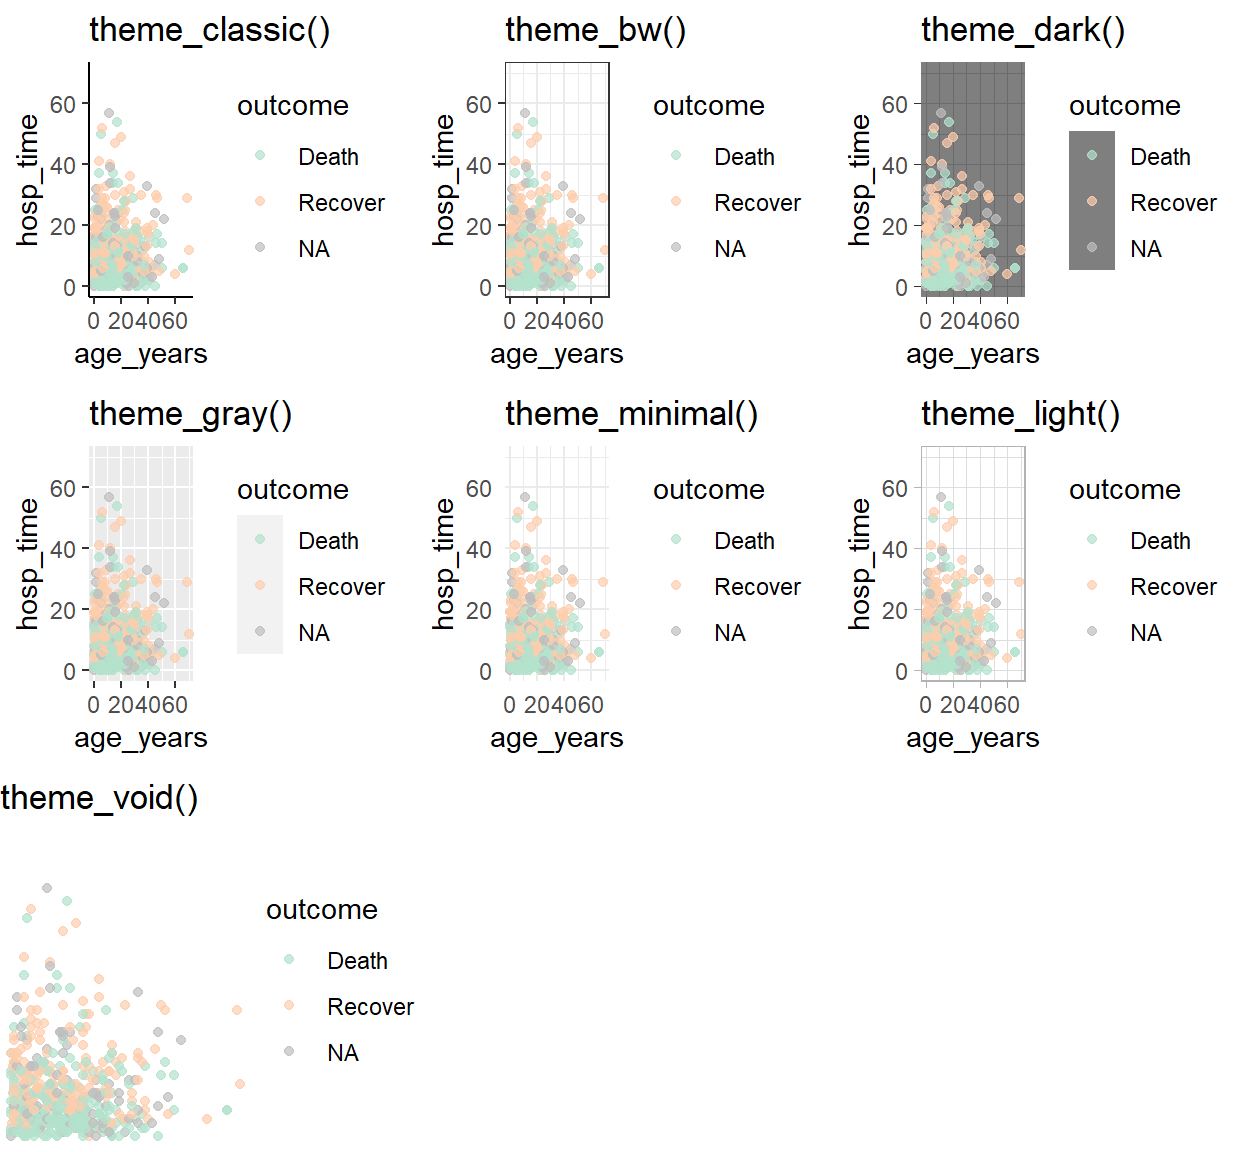 theme_classic()
hosp_time
60
40
20
0
0 204060
age_years
outcome
Death
Recover
NA
theme_bw()
hosp_time
60
40
20
0
0 204060
age_years
outcome
Death
Recover
NA
theme_dark()
hosp_time
60
40
20
0
0 204060
age_years
outcome
Death
Recover
NA
theme_gray()
hosp_time
60
40
20
0
0 204060
age_years
outcome
Death
Recover
NA
theme_minimal()
hosp_time
60
40
20
0
0 204060
age_years
outcome
Death
Recover
NA
theme_light()
hosp_time
60
40
20
0
0 204060
age_years
outcome
Death
Recover
NA
theme_void()
outcome
Death
Recover
NA